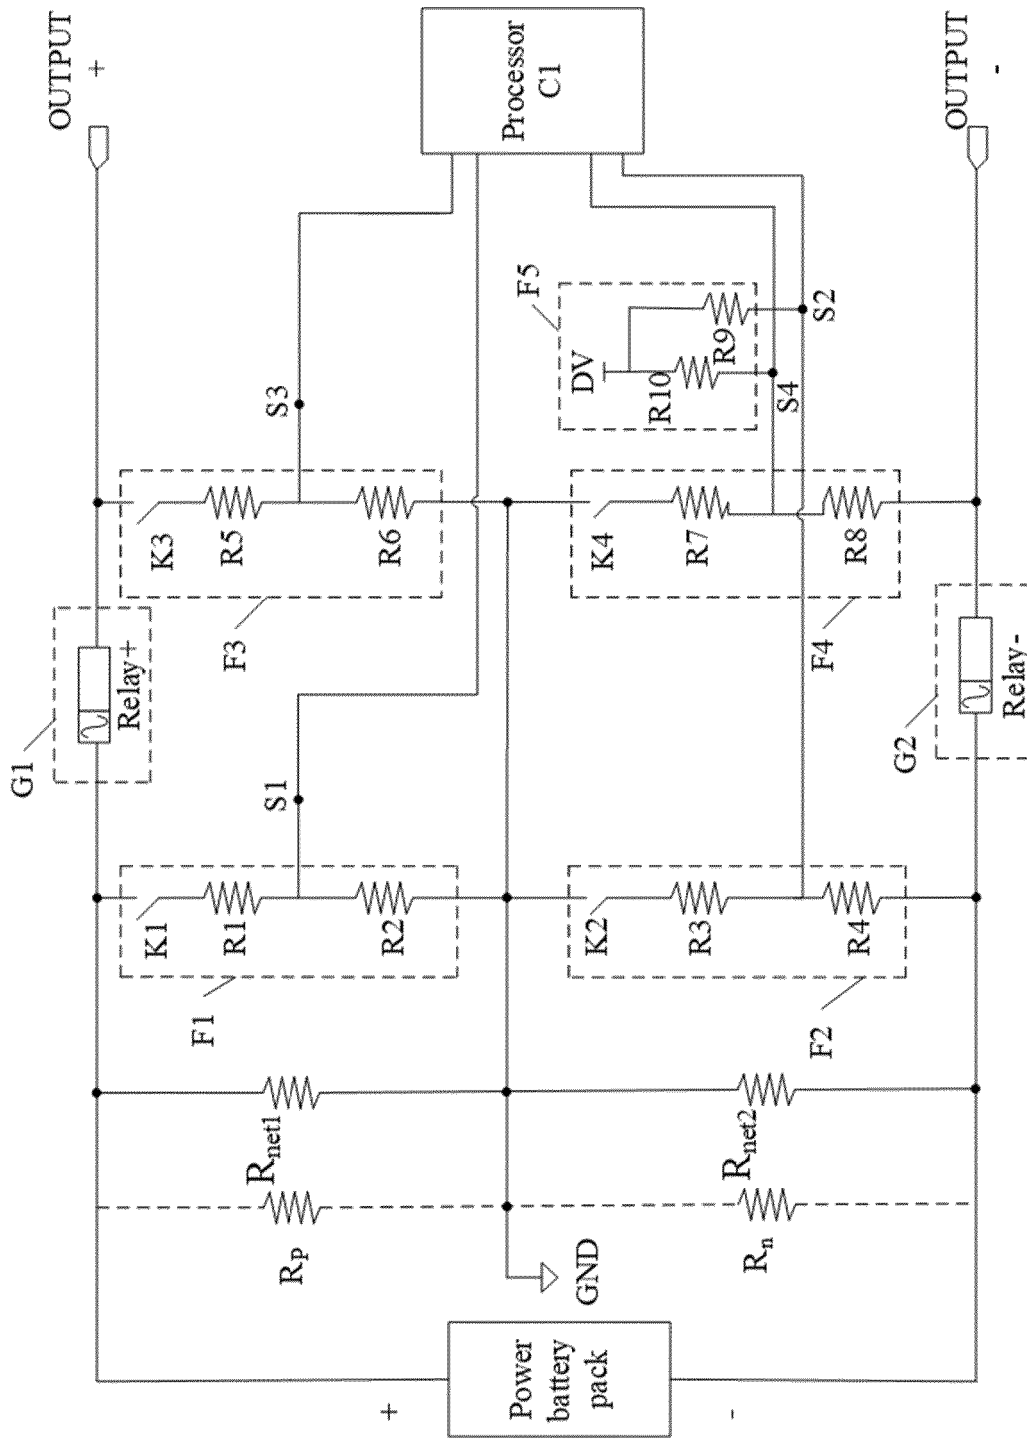 OUTPUT
+
OUTPUT
-
Processor
C1
F5
DV
R10
R9
S2
S4
S3
K3
R5
R6
F3
K4
R7
R8
F4
G1
Relay+
G2
Relay-
S1
K1
R1
R2
F1
K2
R3
R4
F2
Rnet1
Rnet2
Rp
Rn
GND
+
Power
battery
pack
-